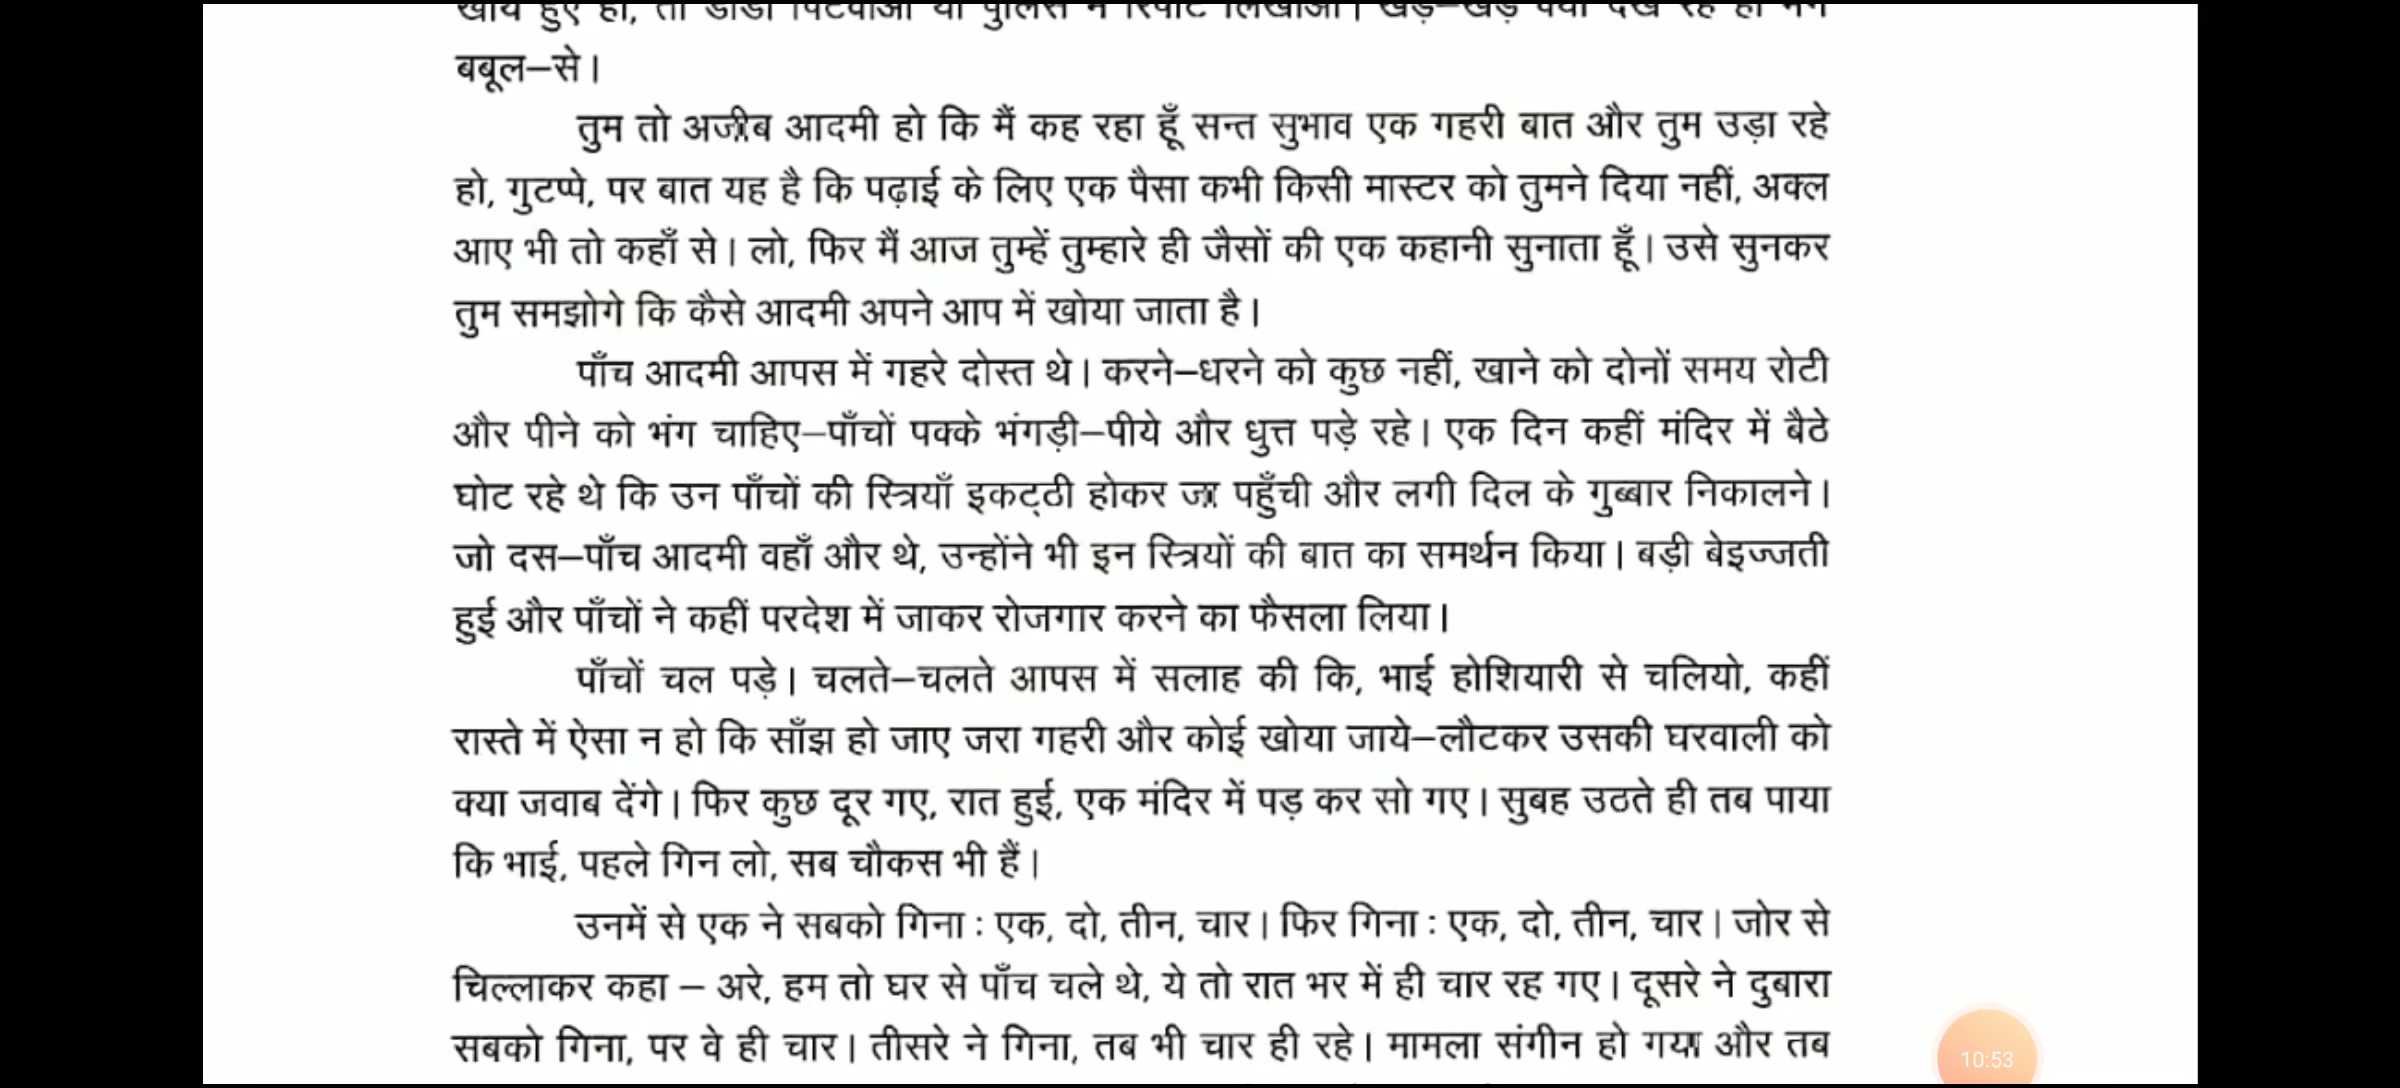 खोये हुए हो, तो डोंडी पिटवाओ या पुलिस में रिपोर्ट लिखाओ। खड़े–खड़े क्या देख रहे हो
बबूल–से।
तुम तो अजीब आदमी हो कि मैं कह रहा हूँ सन्त सुभाव एक गहरी बात और तुम उड़ा रहे
हो, गुटप्पे, पर बात यह है कि पढ़ाई के लिए एक पैसा कभी किसी मास्टर को तुमने दिया नहीं, अक्ल
आए भी तो कहाँ से। लो, फिर मैं आज तुम्हें तुम्हारे ही जैसों की एक कहानी सुनाता हूँ। उसे सुनकर
तुम समझोगे कि कैसे आदमी अपने आप में खोया जाता है।
पाँच आदमी आपस में गहरे दोस्त थे। करने–धरने को कुछ नहीं, खाने को दोनों समय रोटी
और पीने को भंग चाहिए–पाँचों पक्के भंगड़ी–पीये और धुत्त पड़े रहे। एक दिन कहीं मंदिर में बैठे
घोट रहे थे कि उन पाँचों की स्त्रियाँ इकट्ठी होकर जा पहुँची और लगी दिल के गुब्बार निकालने।
जो दस–पाँच आदमी वहाँ और थे, उन्होंने भी इन स्त्रियों की बात का समर्थन किया। बड़ी बेइज्जती
हुई और पाँचों ने कहीं परदेश में जाकर रोजगार करने का फैसला लिया।
पाँचों चल पड़े। चलते–चलते आपस में सलाह की कि, भाई होशियारी से चलियो, कहीं
रास्ते में ऐसा न हो कि साँझ हो जाए जरा गहरी और कोई खोया जाये–लौटकर उसकी घरवाली को
क्या जवाब देंगे। फिर कुछ दूर गए, रात हुई, एक मंदिर में पड़ कर सो गए। सुबह उठते ही तब पाया
कि भाई, पहले गिन लो, सब चौकस भी हैं।
उनमें से एक ने सबको गिना : एक, दो, तीन, चार। फिर गिना : एक, दो, तीन, चार। जोर से
चिल्लाकर कहा – अरे, हम तो घर से पाँच चले थे, ये तो रात भर में ही चार रह गए। दूसरे ने दुबारा
सबको गिना, पर वे ही चार। तीसरे ने गिना, तब भी चार ही रहे। मामला संगीन हो गया और तब
10:53